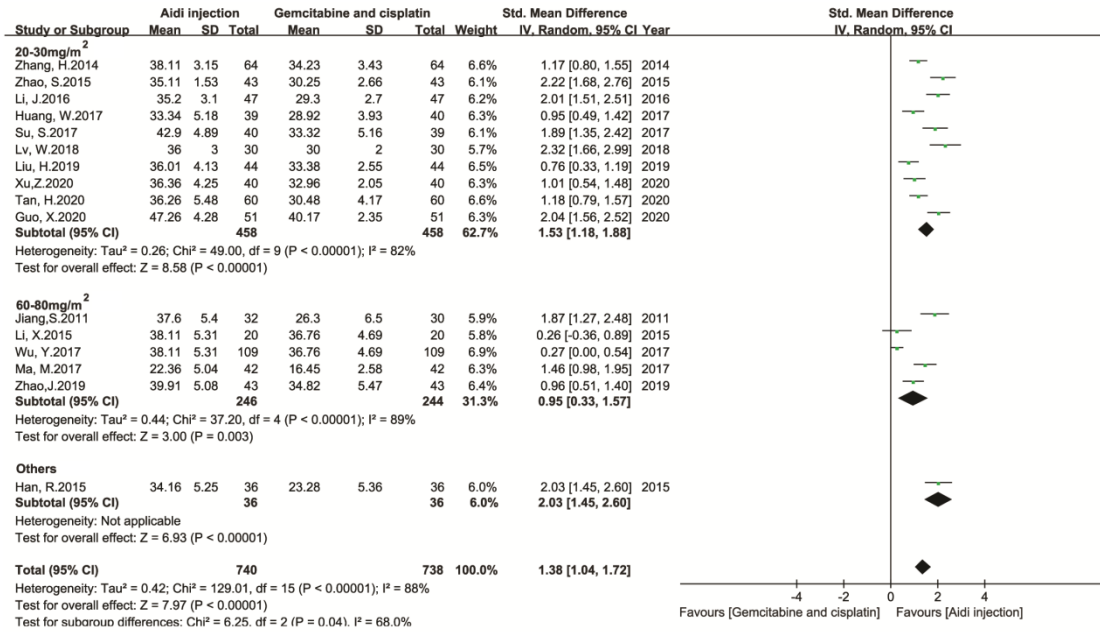 Aidi injection Gemcitabine and cisplatin Std. Mean Difference Std. Mean Difference
Study or Subgroup Mean SD Total Mean SD Total Weight IV, Random, 95% CI Year IV, Random, 95% CI
20-30mg/m²
Zhang, H.2014 38.11 3.15 64 34.23 3.43 64 6.6% 1.17 [0.80, 1.55] 2014
Zhao, S.2015 35.11 1.53 43 30.25 2.66 43 6.1% 2.22 [1.68, 2.76] 2015
Li, J.2016 35.2 3.1 47 29.3 2.7 47 6.2% 2.01 [1.51, 2.51] 2016
Huang, W.2017 33.34 5.18 39 28.92 3.93 40 6.3% 0.95 [0.49, 1.42] 2017
Su, S.2017 42.9 4.89 40 33.32 5.16 39 6.1% 1.89 [1.35, 2.42] 2017
Lv, W.2018 36 3 30 30 2 30 5.7% 2.32 [1.66, 2.99] 2018
Liu, H.2019 36.01 4.13 44 33.38 2.55 44 6.4% 0.76 [0.33, 1.19] 2019
Xu,Z.2020 36.36 4.25 40 32.96 2.05 40 6.3% 1.01 [0.54, 1.48] 2020
Tan, H.2020 36.26 5.48 60 30.48 4.17 60 6.5% 1.18 [0.79, 1.57] 2020
Guo, X.2020 47.26 4.28 51 40.17 2.35 51 6.3% 2.04 [1.56, 2.52] 2020
Subtotal (95% CI) 458 458 62.7% 1.53 [1.18, 1.88]
Heterogeneity: Tau² = 0.26; Chi² = 49.00, df = 9 (P < 0.00001); I² = 82%
Test for overall effect: Z = 8.58 (P < 0.00001)
60-80mg/m²
Jiang,S.2011 37.6 5.4 32 26.3 6.5 30 5.9% 1.87 [1.27, 2.48] 2011
Li, X.2015 38.11 5.31 20 36.76 4.69 20 5.8% 0.26 [-0.36, 0.89] 2015
Wu, Y.2017 38.11 5.31 109 36.76 4.69 109 6.9% 0.27 [0.00, 0.54] 2017
Ma, M.2017 22.36 5.04 42 16.45 2.58 42 6.3% 1.46 [0.98, 1.95] 2017
Zhao,J.2019 39.91 5.08 43 34.82 5.47 43 6.4% 0.96 [0.51, 1.40] 2019
Subtotal (95% CI) 246 244 31.3% 0.95 [0.33, 1.57]
Heterogeneity: Tau² = 0.44; Chi² = 37.20, df = 4 (P < 0.00001); I² = 89%
Test for overall effect: Z = 3.00 (P = 0.003)
Others
Han, R.2015 34.16 5.25 36 23.28 5.36 36 6.0% 2.03 [1.45, 2.60] 2015
Subtotal (95% CI) 36 36 6.0% 2.03 [1.45, 2.60]
Heterogeneity: Not applicable
Test for overall effect: Z = 6.93 (P < 0.00001)
Total (95% CI) 740 738 100.0% 1.38 [1.04, 1.72]
Heterogeneity: Tau² = 0.42; Chi² = 129.01, df = 15 (P < 0.00001); I² = 88%
Test for overall effect: Z = 7.97 (P < 0.00001)
Test for subgroup differences: Chi² = 6.25, df = 2 (P = 0.04), I² = 68.0%
-4 -2 0 2 4
Favours [Gemcitabine and cisplatin] Favours [Aidi injection]